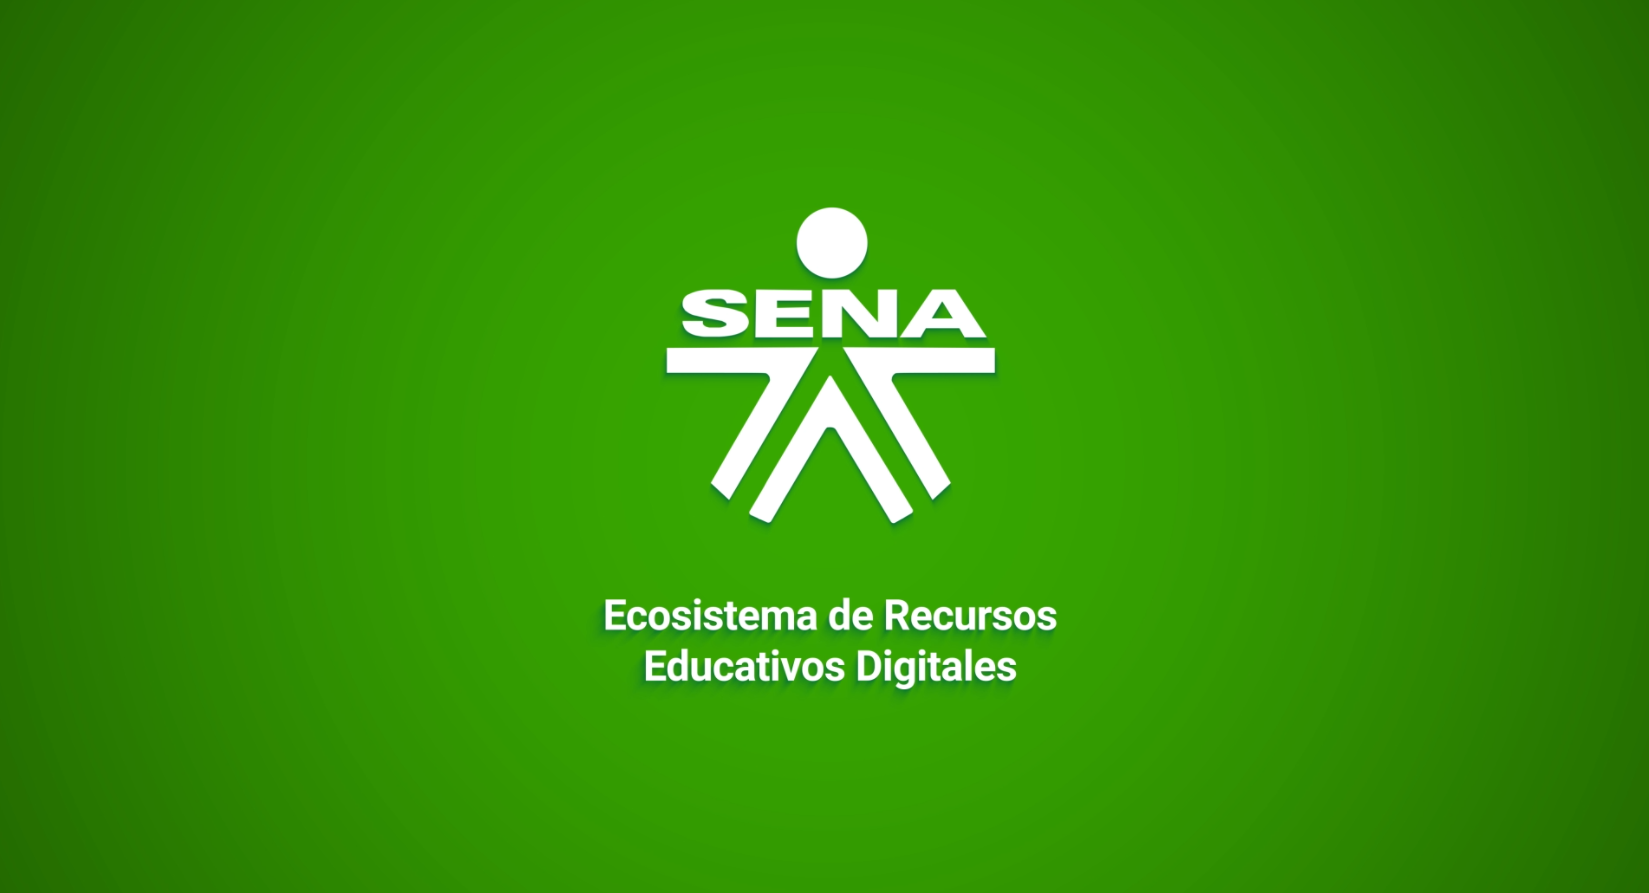 SENA
Ecosistema de Recursos
Educativos Digitales